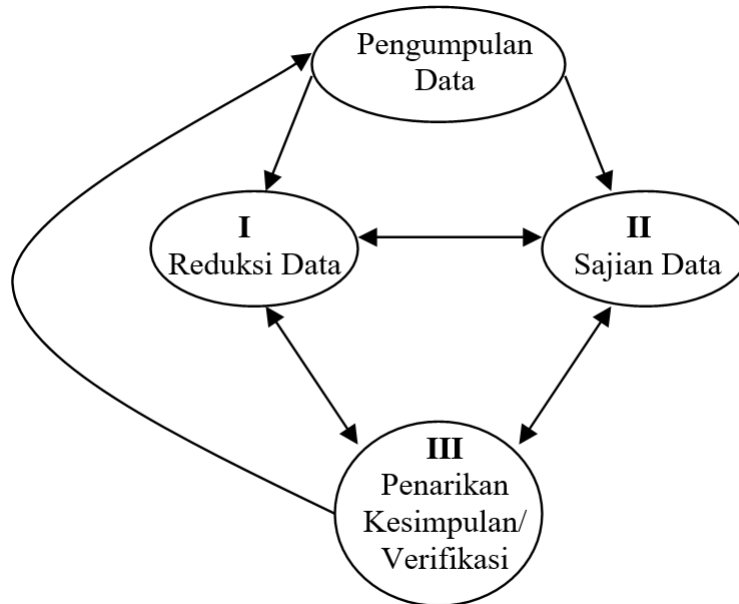 Pengumpulan
Data
I
Reduksi Data
II
Sajian Data
III
Penarikan
Kesimpulan/
Verifikasi